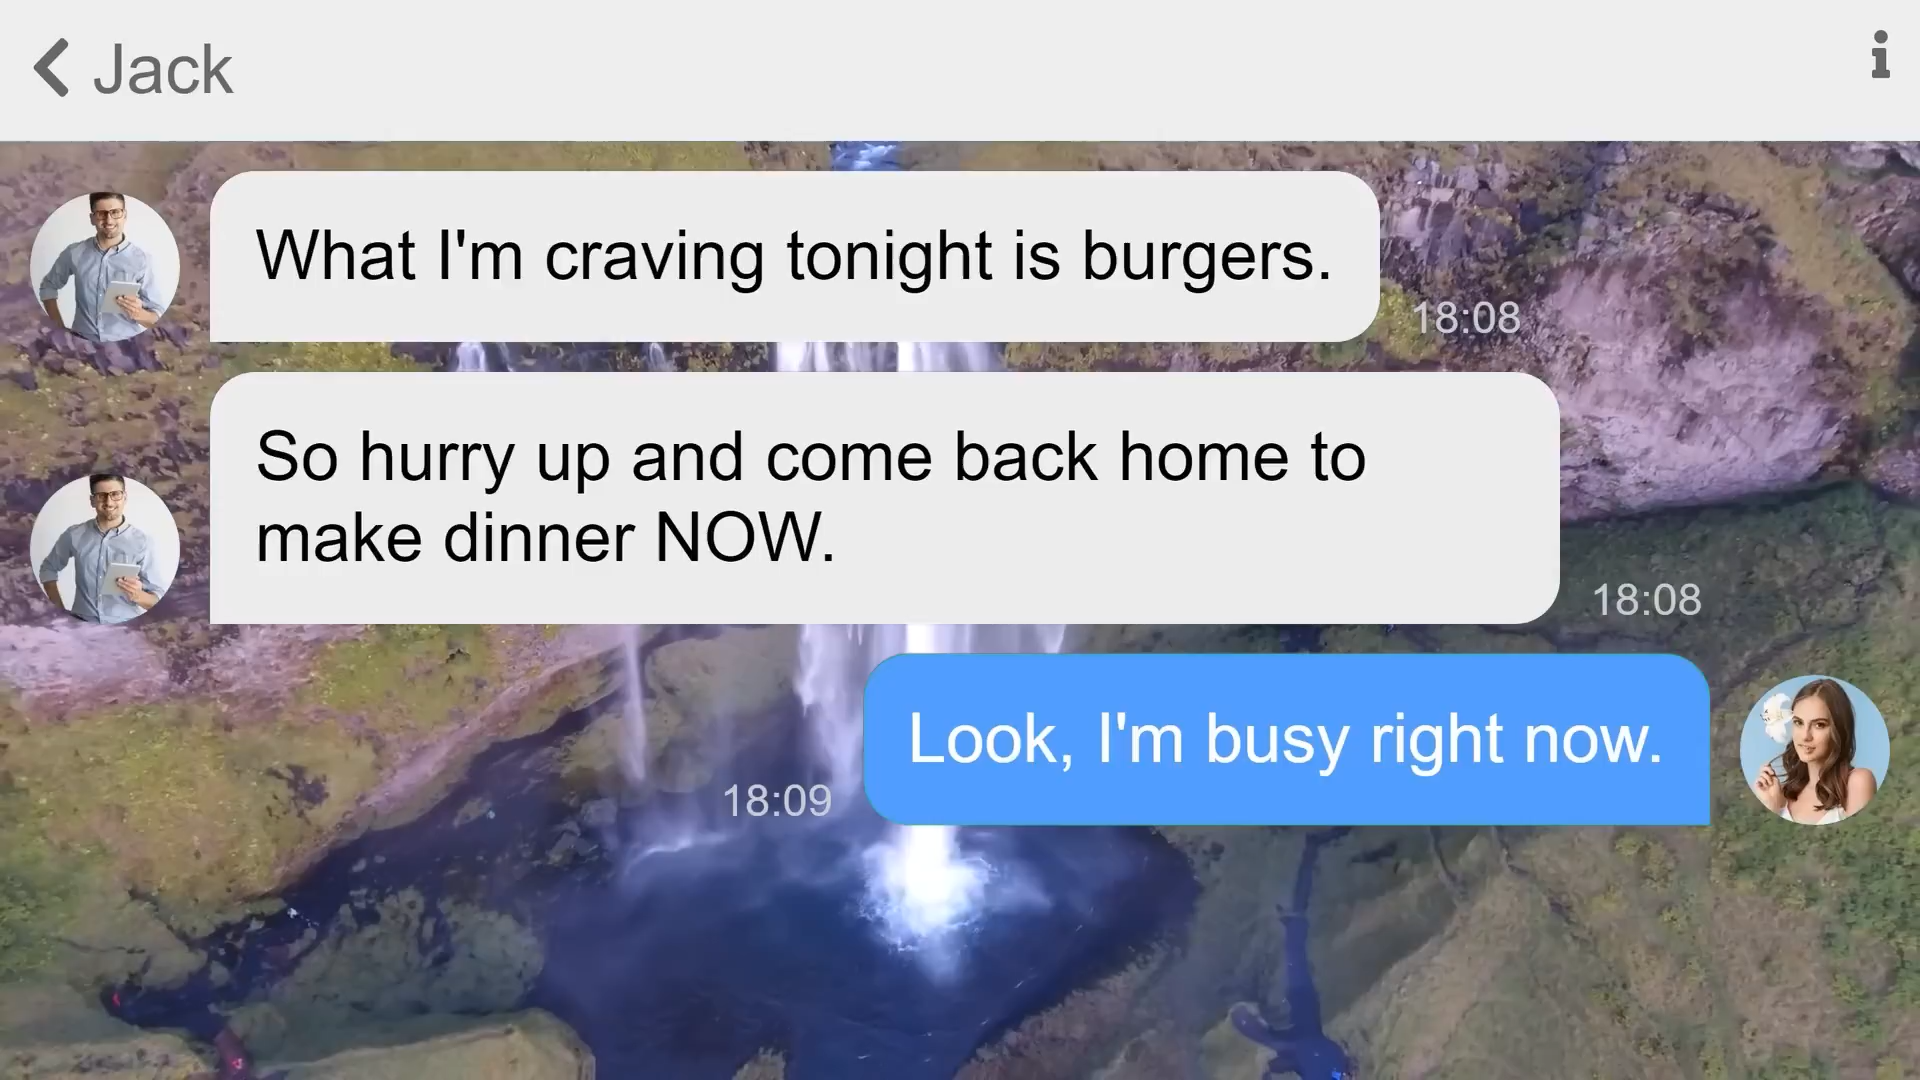 Jack
What I'm craving tonight is burgers.
18:08
So hurry up and come back home to
make dinner NOW.
18:08
Look, I'm busy right now.
18:09